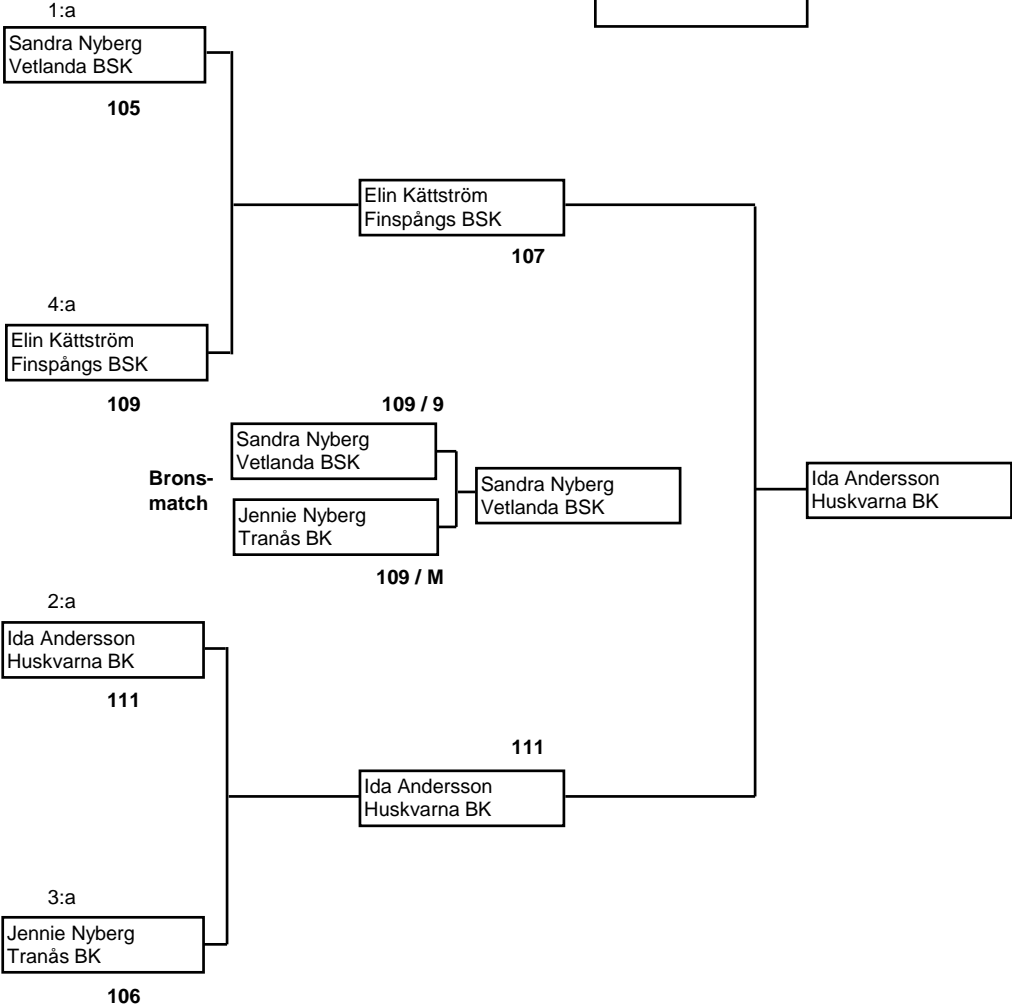 1:a
Sandra Nyberg
Vetlanda BSK
105
Elin Kättström
Finspångs BSK
107
4:a
Elin Kättström
Finspångs BSK
109
109 / 9
Sandra Nyberg
Vetlanda BSK
Brons-
match
Sandra Nyberg
Vetlanda BSK
Jennie Nyberg
Tranås BK
109 / M
Ida Andersson
Huskvarna BK
2:a
Ida Andersson
Huskvarna BK
111
111
Ida Andersson
Huskvarna BK
3:a
Jennie Nyberg
Tranås BK
106